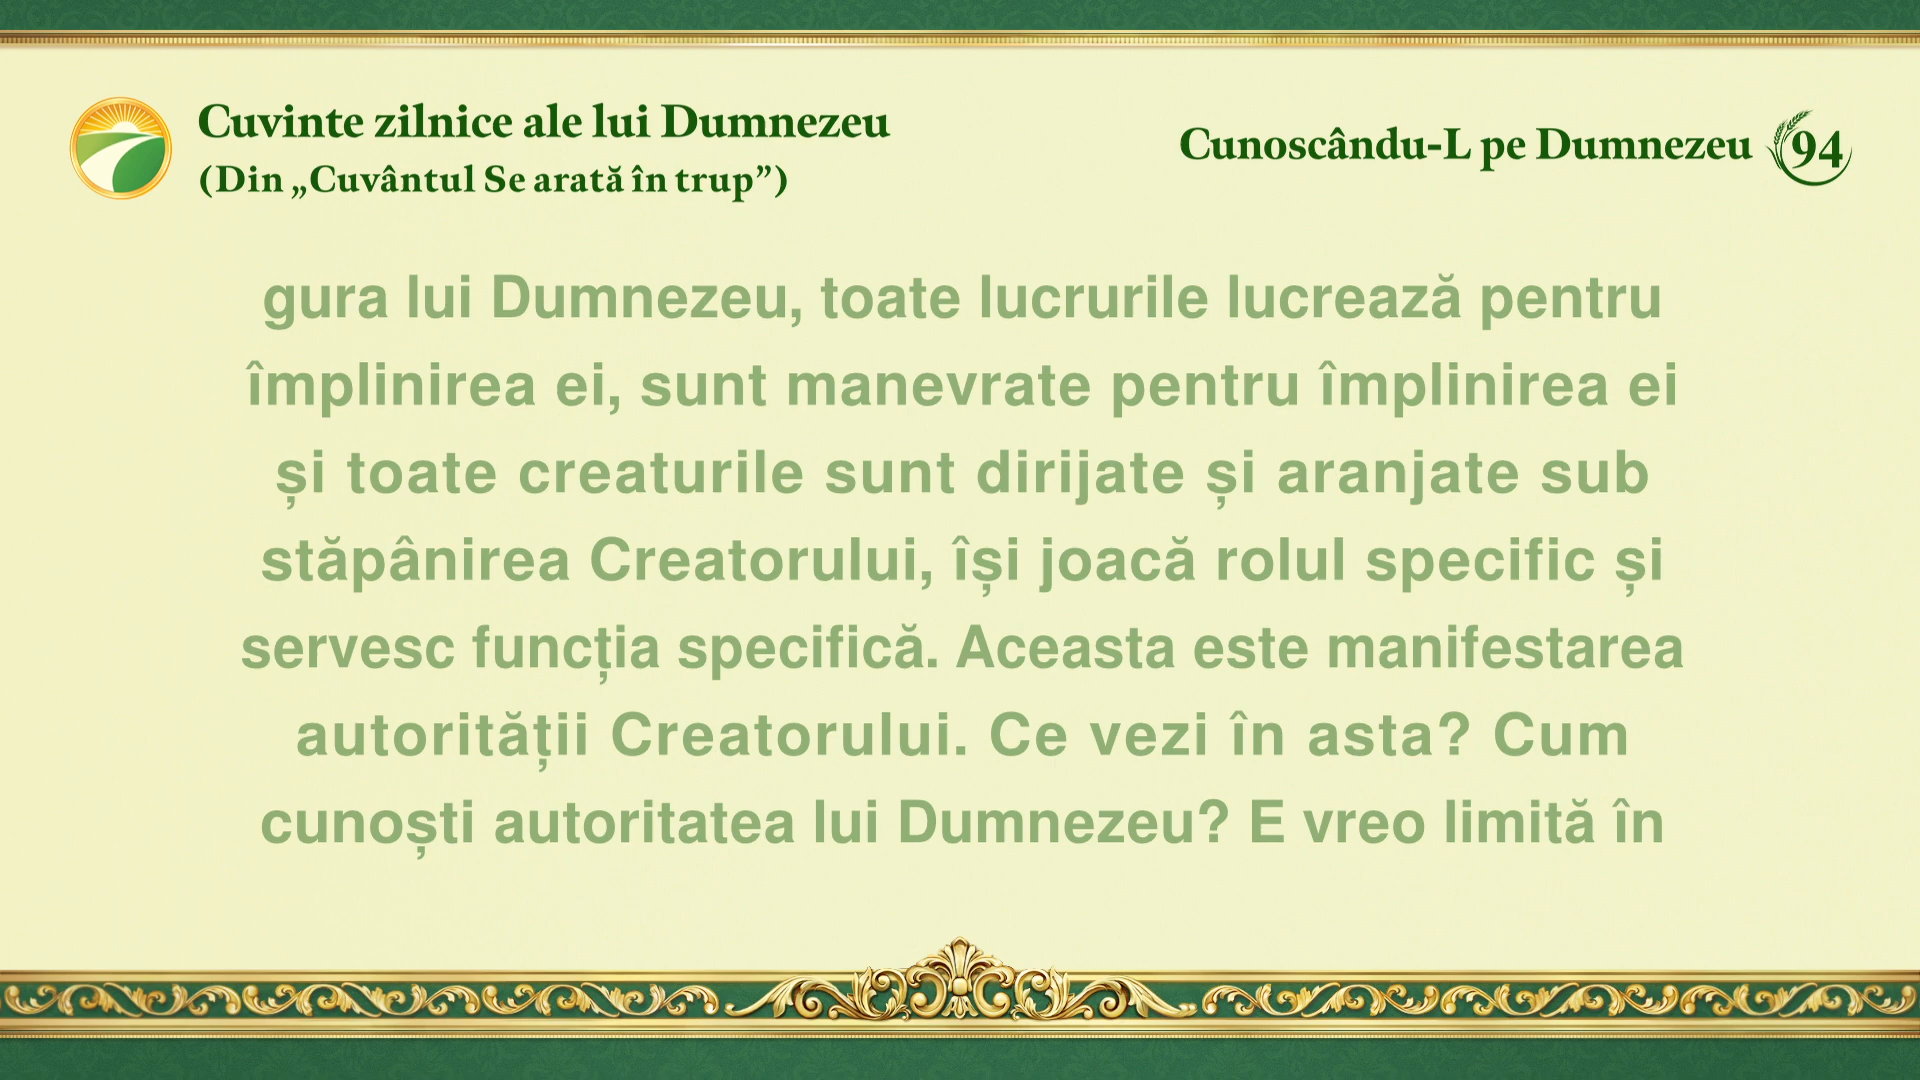 Cuvinte zilnice ale lui Dumnezeu
(Din „Cuvântul Se arată în trup”)
Cunoscându-L pe Dumnezeu 94
gura lui Dumnezeu, toate lucrurile lucrează pentru
împlinirea ei, sunt manevrate pentru împlinirea ei
și toate creaturile sunt dirijate și aranjate sub
stăpânirea Creatorului, își joacă rolul specific și
servesc funcția specifică. Aceasta este manifestarea
autorității Creatorului. Ce vezi în asta? Cum
cunoști autoritatea lui Dumnezeu? E vreo limită în